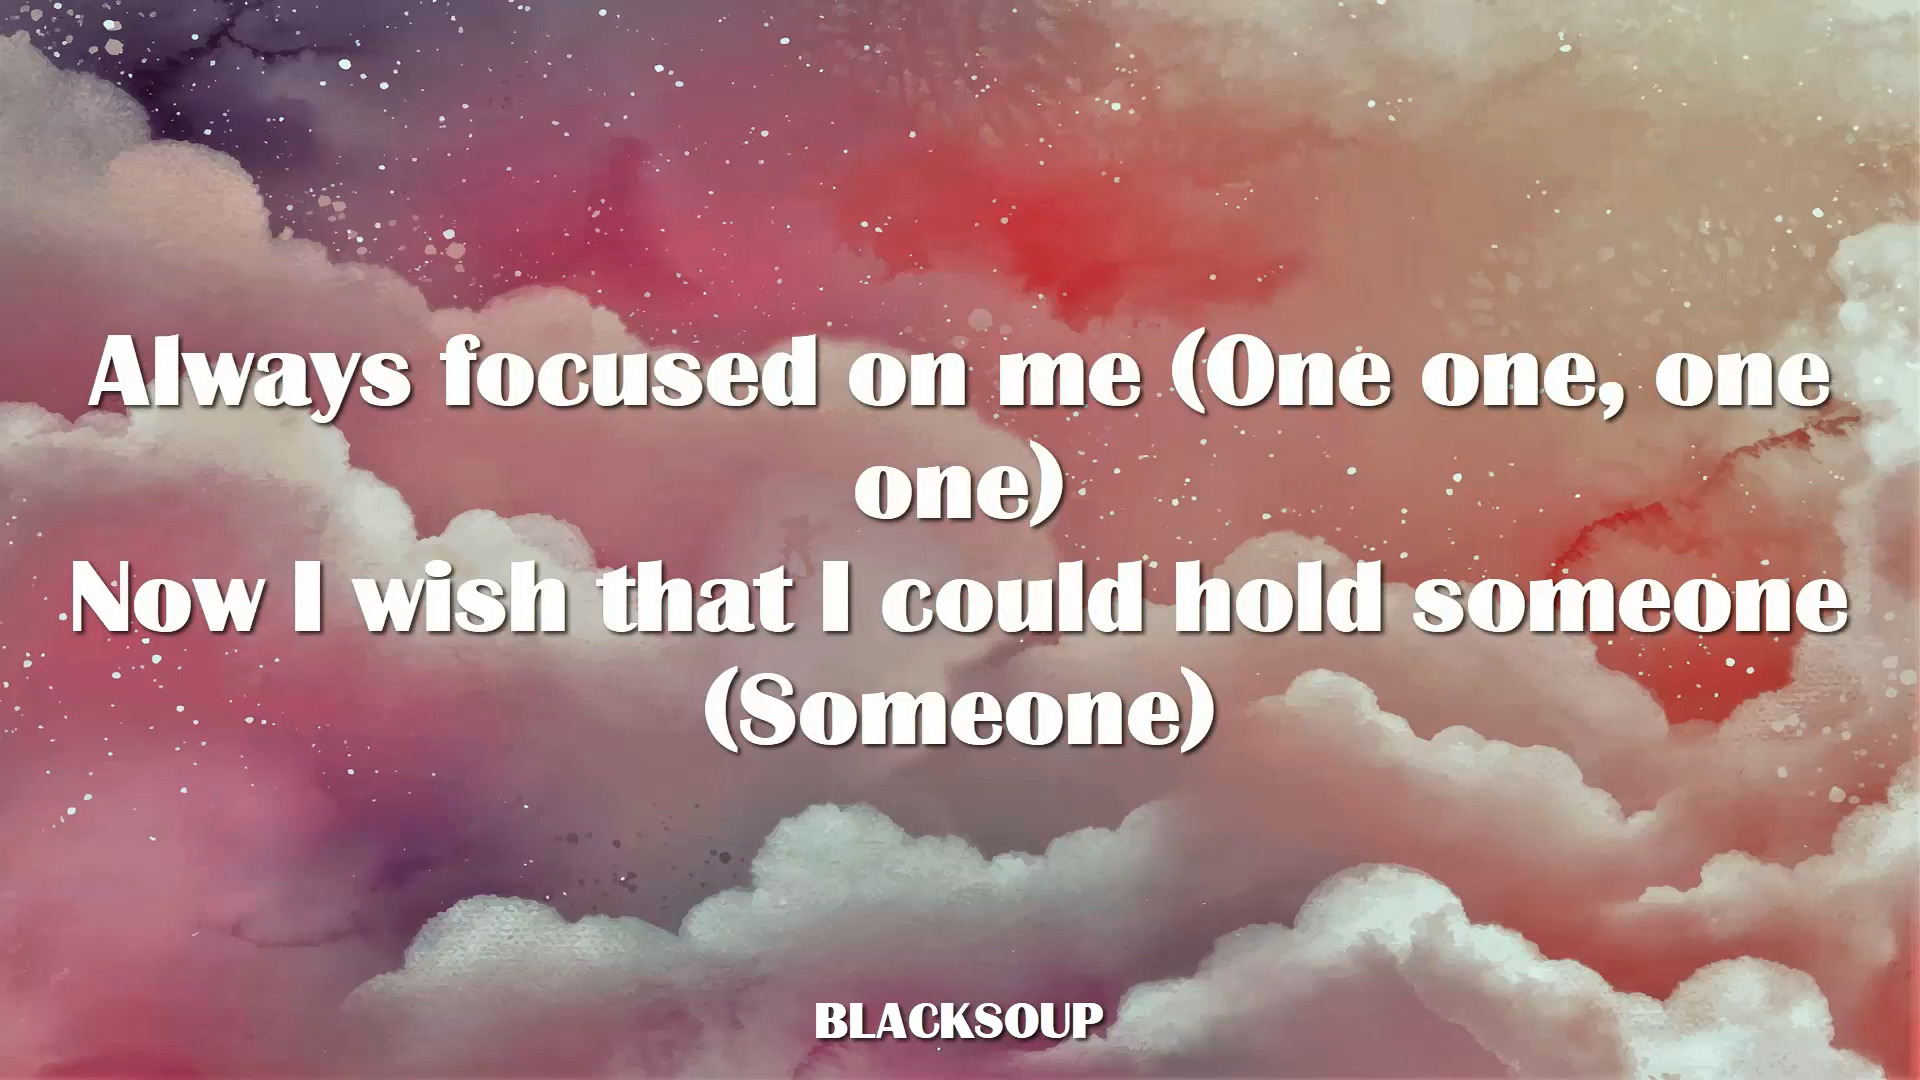 Always focused on me (One one, one
one)
Now I wish that I could hold someone
(Someone)
BLACKSOUP